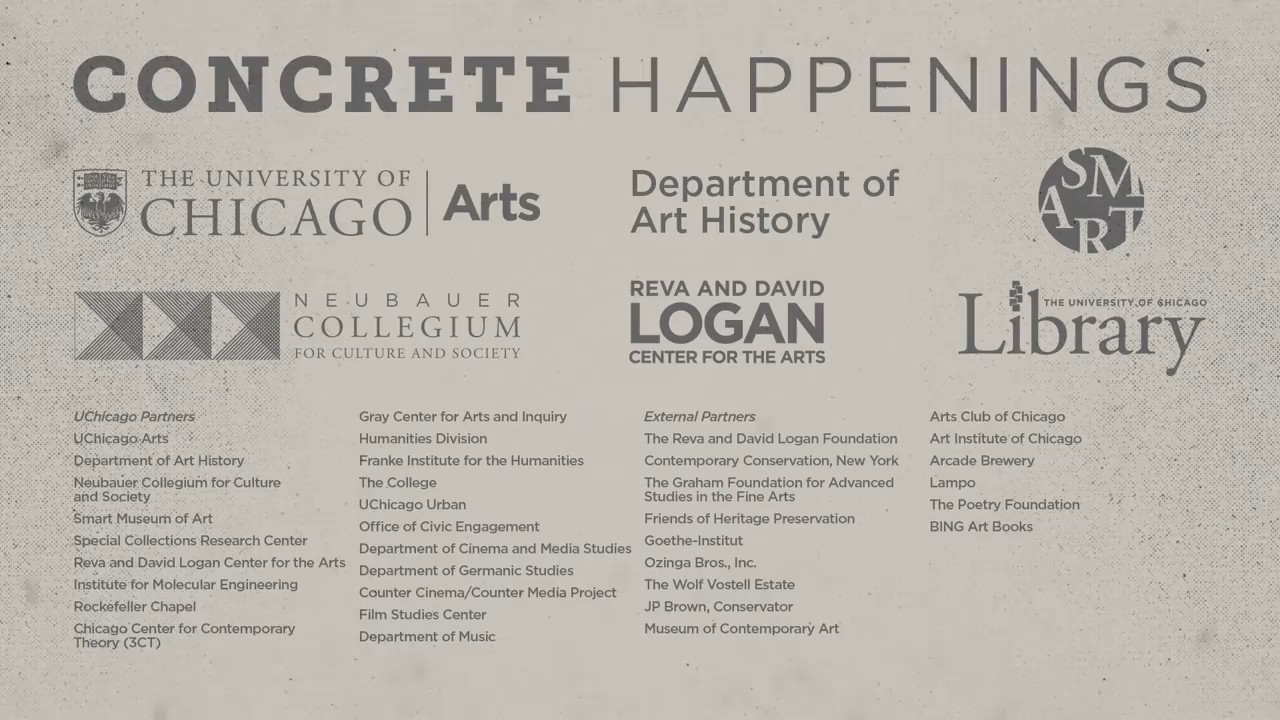 CONCRETE HAPPENINGS
THE UNIVERSITY OF
CHICAGO
Arts
Department of
Art History
SM
ART
NEUBAUER
COLLEGIUM
FOR CULTURE AND SOCIETY
REVA AND DAVID
LOGAN
CENTER FOR THE ARTS
THE UNIVERSITY OF CHICAGO
Library
UChicago Partners
UChicago Arts
Department of Art History
Neubauer Collegium for Culture
and Society
Smart Museum of Art
Special Collections Research Center
Reva and David Logan Center for the Arts
Institute for Molecular Engineering
Rockefeller Chapel
Chicago Center for Contemporary
Theory (3CT)
Gray Center for Arts and Inquiry
Humanities Division
Franke Institute for the Humanities
The College
UChicago Urban
Office of Civic Engagement
Department of Cinema and Media Studies
Department of Germanic Studies
Counter Cinema/Counter Media Project
Film Studies Center
Department of Music
External Partners
The Reva and David Logan Foundation
Contemporary Conservation, New York
The Graham Foundation for Advanced
Studies in the Fine Arts
Friends of Heritage Preservation
Goethe-Institut
Ozinga Bros., Inc.
The Wolf Vostell Estate
JP Brown, Conservator
Museum of Contemporary Art
Arts Club of Chicago
Art Institute of Chicago
Arcade Brewery
Lampo
The Poetry Foundation
BING Art Books